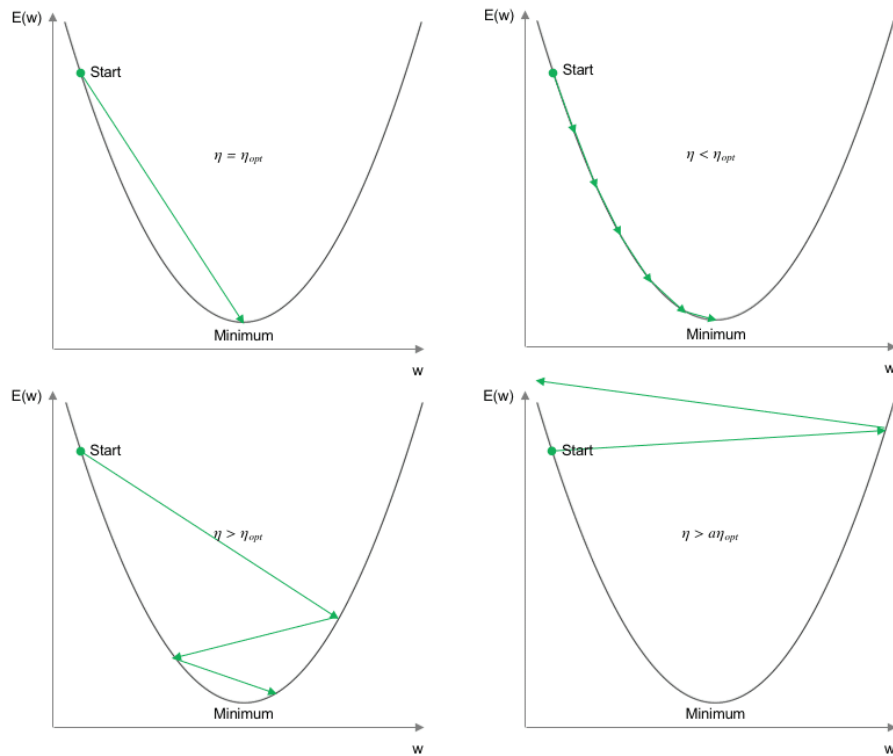 E(w)
Start
η = η_opt
Minimum
w
E(w)
Start
η < η_opt
Minimum
w
E(w)
Start
η > η_opt
Minimum
w
E(w)
Start
η > aη_opt
Minimum
w